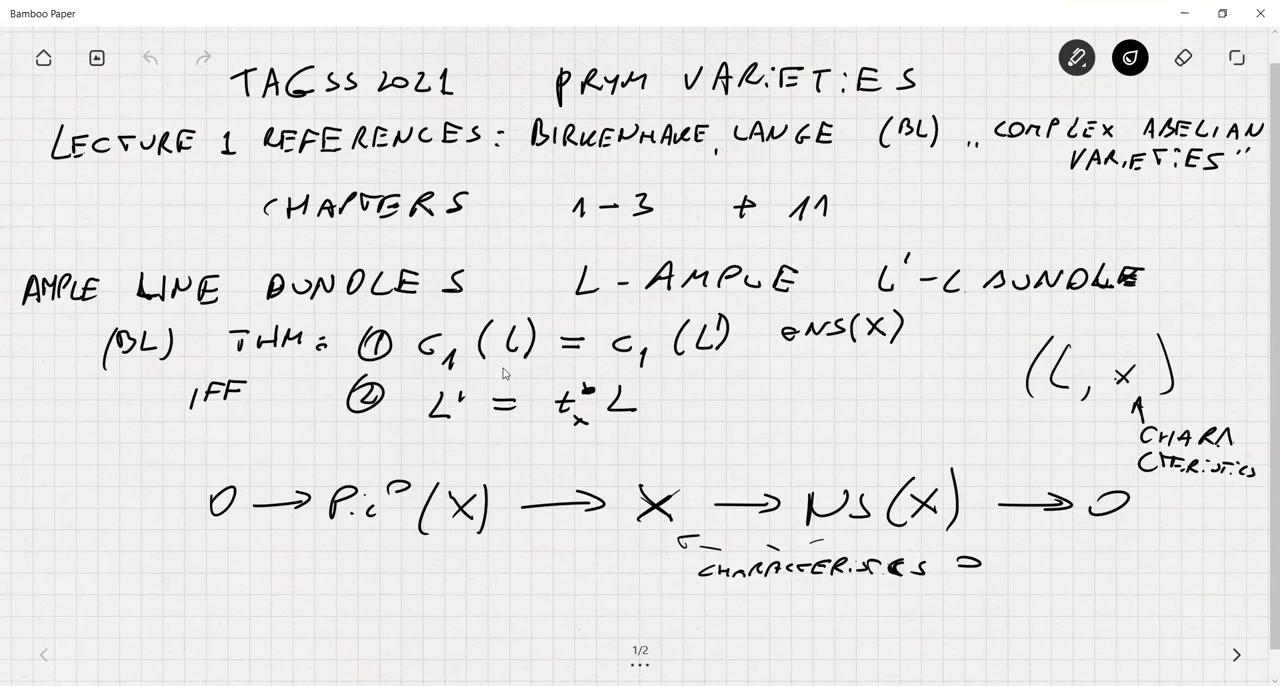 Bamboo Paper
TAGSS 2021 PRYM VARiETiES
LECTURE 1 REFERENCES: BIRKENHAKE, LANGE (BL) „COMPLEX ABELIAN
VARiETiES"
CHAPTERS 1-3 + 11
AMPLE LINE BUNDLES L-AMPLE L'-L BUNDLE
(BL) THM: ① c₁(L) = c₁(L') ∈NS(X)
IFF ② L' = tₓ* L
(L, x)
↑
CHARA
CTERiSTiCS
0 → Pic⁰(X) → X → NS(X) → 0
CHARACTERiSTiCS 0
1/2